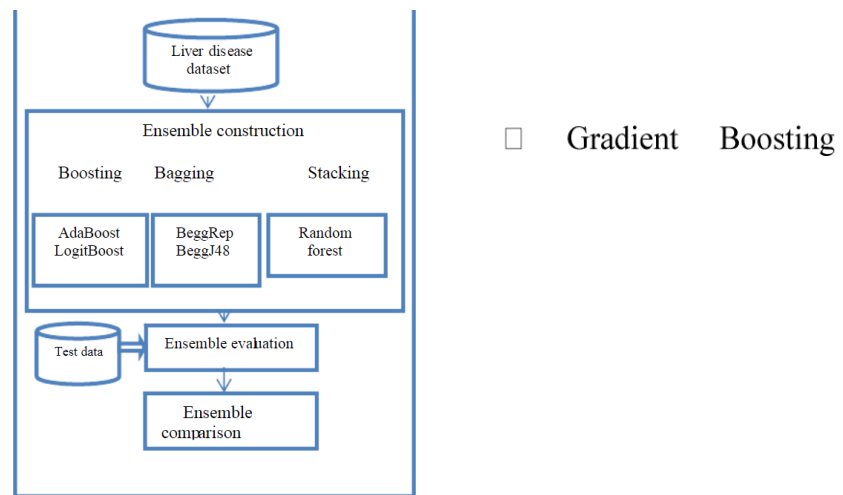 Liver disease
dataset
Ensemble construction
Boosting Bagging Stacking
AdaBoost
LogitBoost
BeggRep
BeggJ48
Random
forest
Test data
Ensemble evaluation
Ensemble
comparison
□ Gradient Boosting